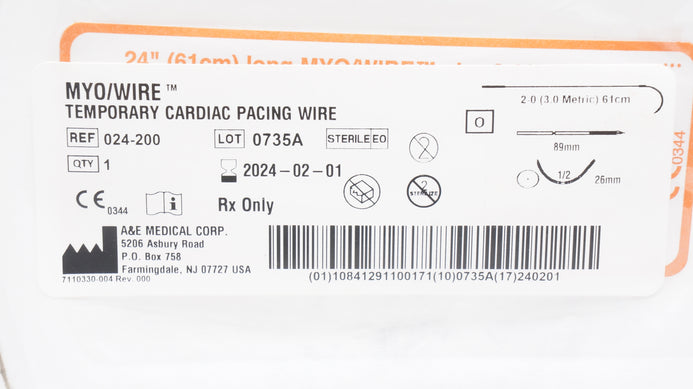 24" (61cm) long MYO/WIRE
MYO/WIRE™
TEMPORARY CARDIAC PACING WIRE
REF 024-200 LOT 0735A STERILE EO 2
QTY 1 2024-02-01
CE 0344 i Rx Only 2 STERILIZE
O
2-0 (3.0 Metric) 61cm
89mm
1/2 26mm
A&E MEDICAL CORP.
5206 Asbury Road
P.O. Box 758
Farmingdale, NJ 07727 USA
7110330-004 Rev. 000
(01)10841291100171(10)0735A(17)240201
0344